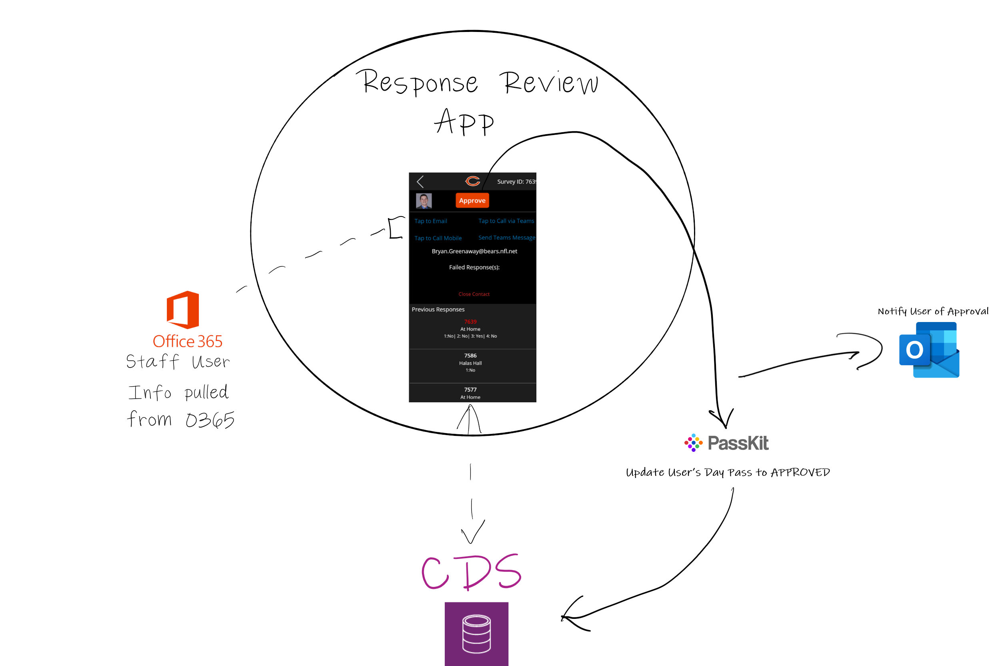 Response Review
App
Survey ID: 763
Approve
Tap to Email
Tap to Call via Teams
Tap to Call Mobile
Send Teams Message
Bryan.Greenaway@bears.nfl.net
Failed Response(s):
Close Contact
Previous Responses
7639
At Home
1:No| 2: No| 3: Yes| 4: No
7586
Halas Hall
1:No
7577
At Home
Office 365
Staff User
Info pulled
from O365
Notify User of Approval
O
PassKit
Update User's Day Pass to APPROVED
CDS